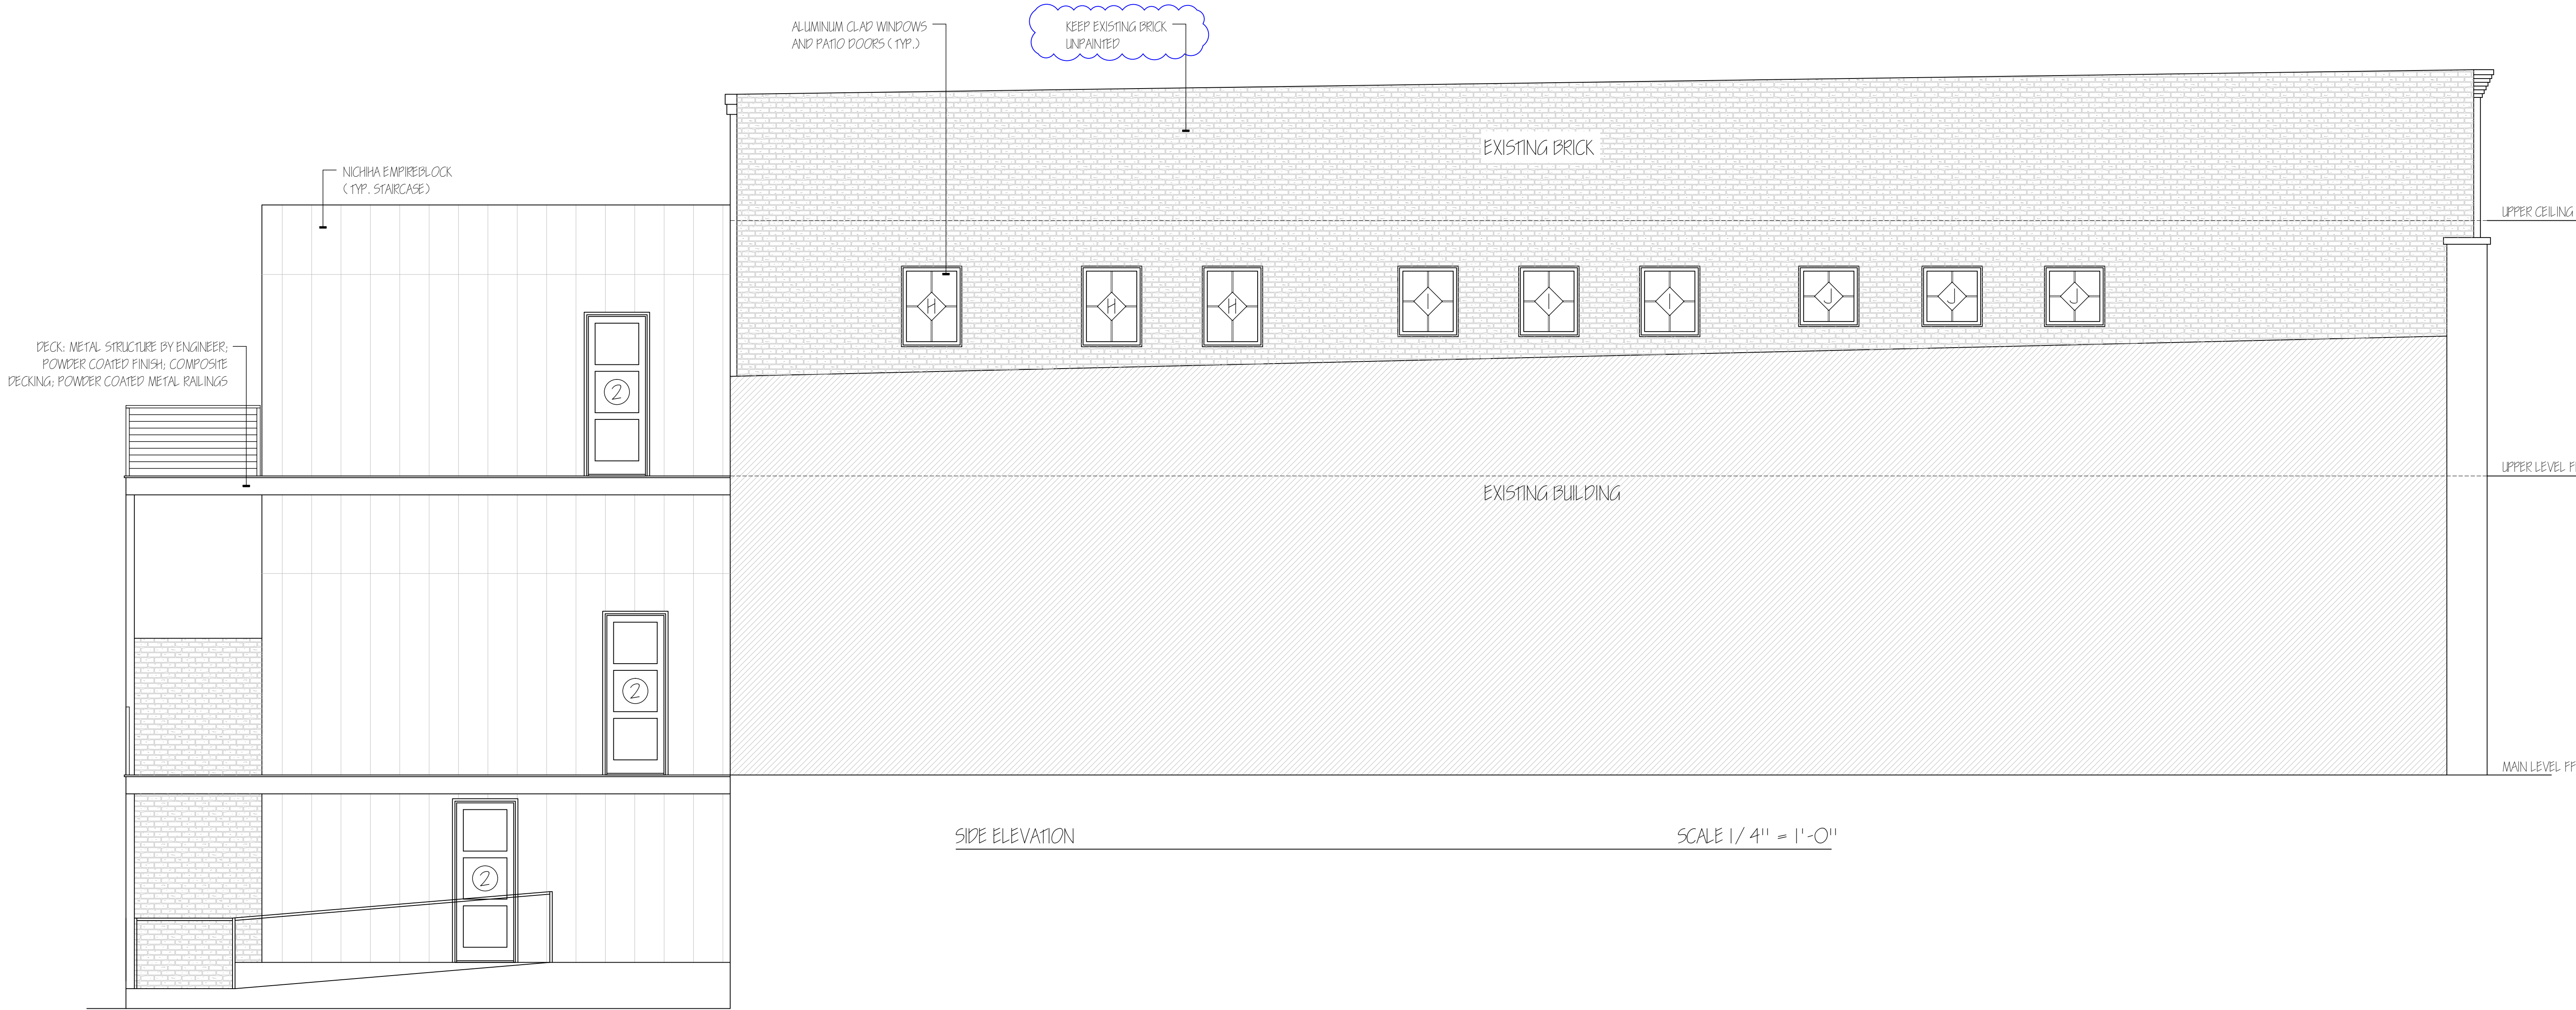 ALUMINUM CLAD WINDOWS
AND PATIO DOORS (TYP.)
KEEP EXISTING BRICK
UNPAINTED
EXISTING BRICK
NICHIHA EMPIREBLOCK
(TYP. STAIRCASE)
UPPER CEILING
H
H
H
I
I
I
J
J
J
DECK: METAL STRUCTURE BY ENGINEER;
POWDER COATED FINISH; COMPOSITE
DECKING; POWDER COATED METAL RAILINGS
2
UPPER LEVEL F
EXISTING BUILDING
2
MAIN LEVEL FF
SIDE ELEVATION
SCALE 1/4" = 1'-0"
2